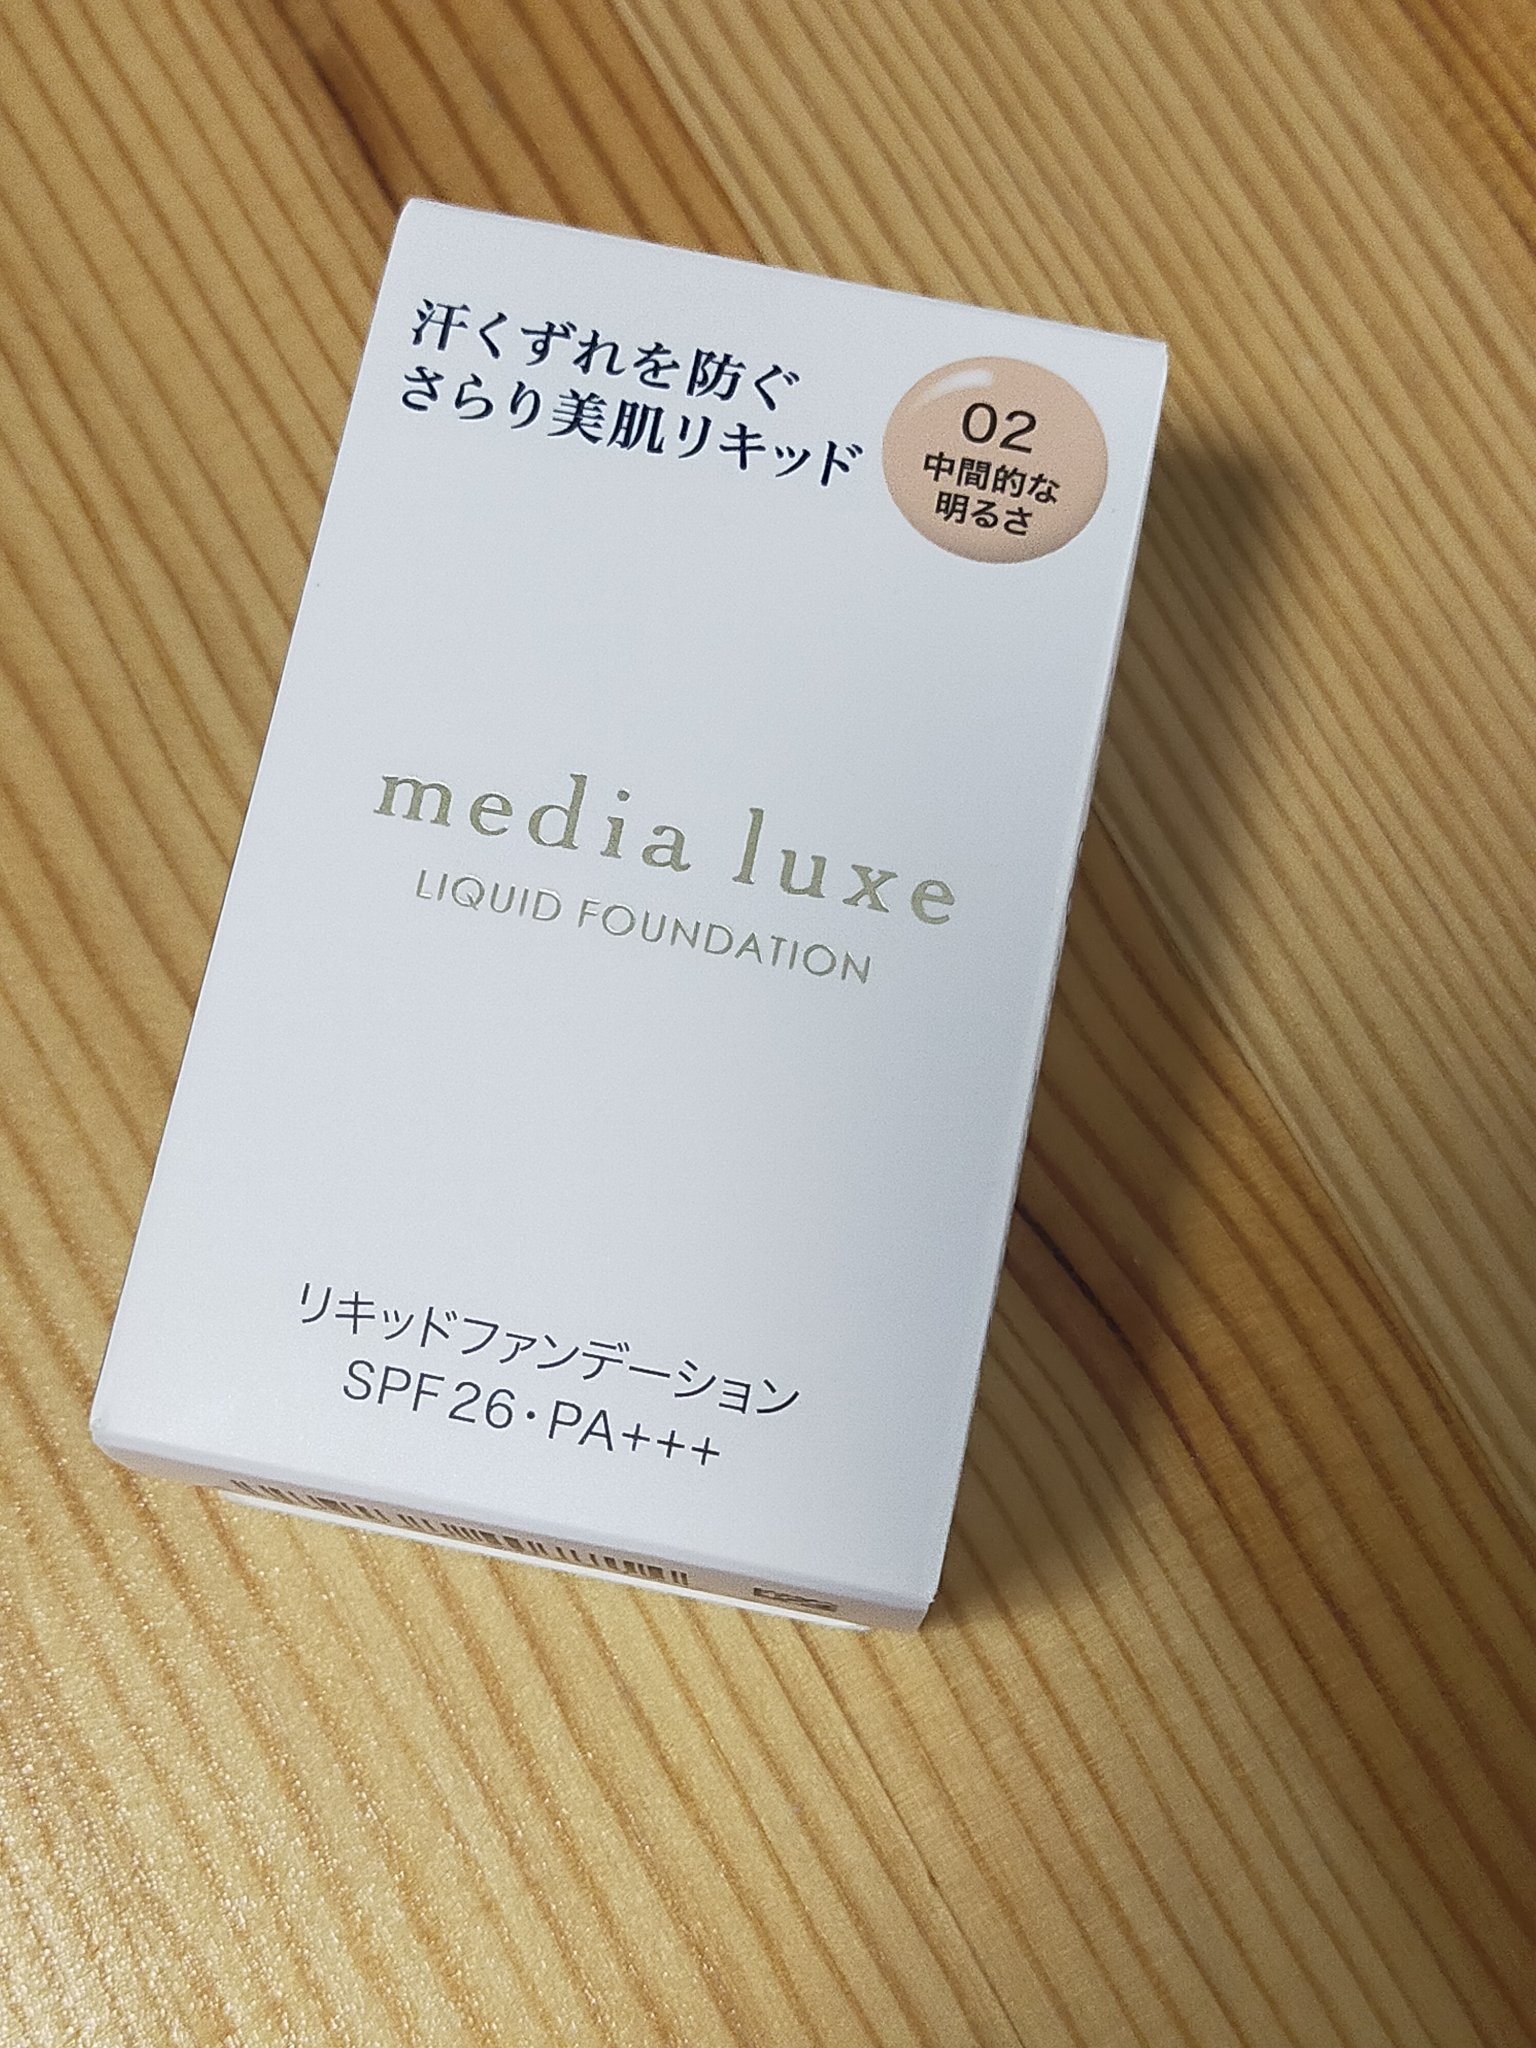 汗くずれを防ぐ
さらり美肌リキッド
02
中間的な
明るさ
media luxe
LIQUID FOUNDATION
リキッドファンデーション
SPF26・PA+++